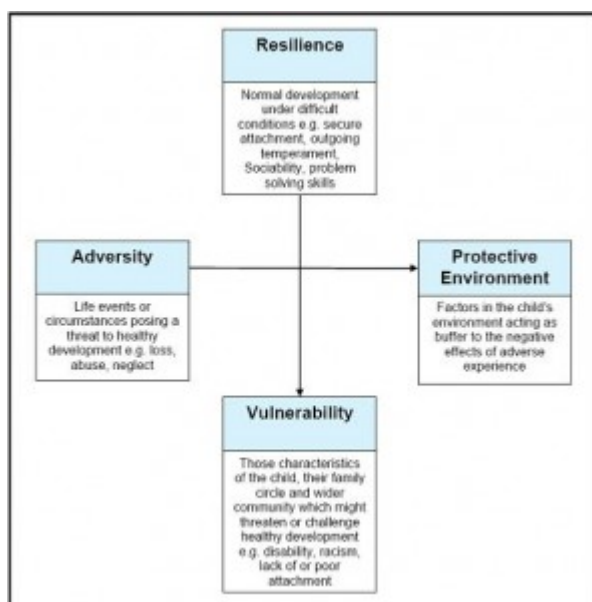 Resilience
Normal development
under difficult
conditions e.g. secure
attachment, outgoing
temperament,
Sociability, problem
solving skills
Adversity
Life events or
circumstances posing a
threat to healthy
development e.g. loss,
abuse, neglect
Protective
Environment
Factors in the child's
environment acting as
buffer to the negative
effects of adverse
experience
Vulnerability
Those characteristics
of the child, their family
circle and wider
community which might
threaten or challenge
healthy development
e.g. disability, racism,
lack of or poor
attachment